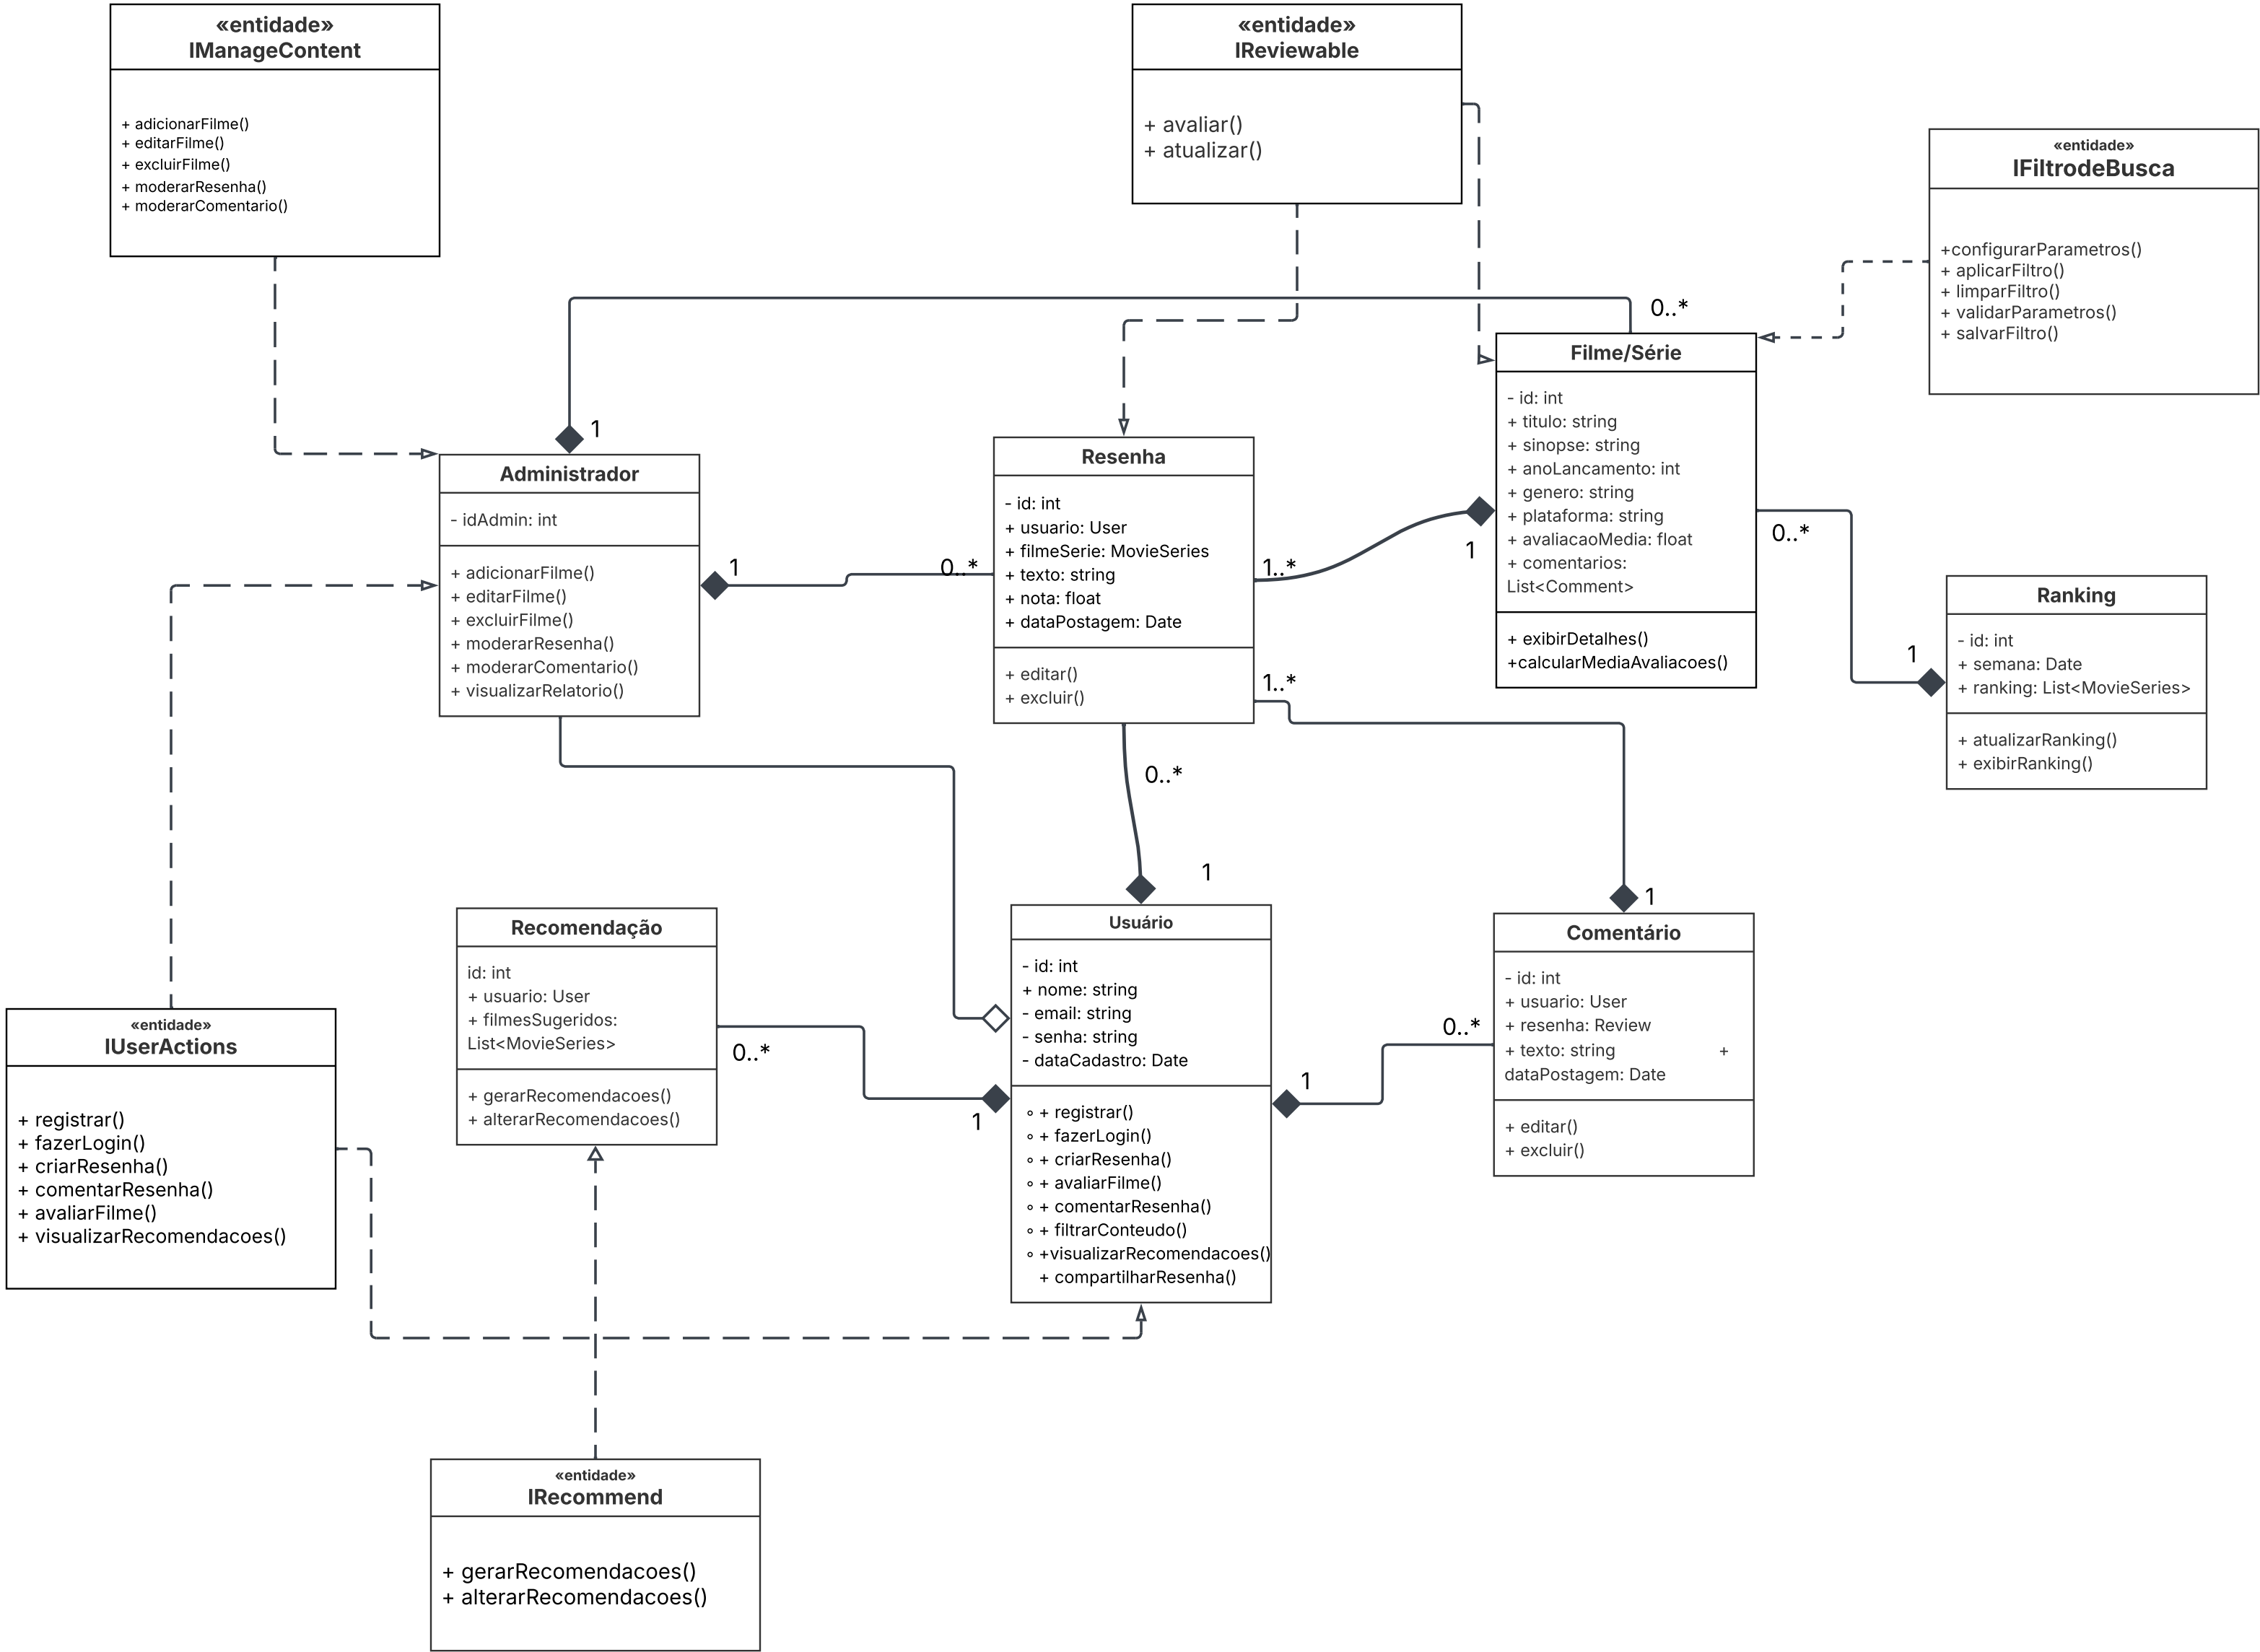 «entidade»
IManageContent
+ adicionarFilme()
+ editarFilme()
+ excluirFilme()
+ moderarResenha()
+ moderarComentario()
«entidade»
IReviewable
+ avaliar()
+ atualizar()
«entidade»
IFiltrodeBusca
+configurarParametros()
+ aplicarFiltro()
+ limparFiltro()
+ validarParametros()
+ salvarFiltro()
0..*
1
Filme/Série
- id: int
+ titulo: string
+ sinopse: string
+ anoLancamento: int
+ genero: string
+ plataforma: string
+ avaliacaoMedia: float
+ comentarios:
List<Comment>
+ exibirDetalhes()
+calcularMediaAvaliacoes()
Administrador
- idAdmin: int
+ adicionarFilme()
+ editarFilme()
+ excluirFilme()
+ moderarResenha()
+ moderarComentario()
+ visualizarRelatorio()
1
0..*
Resenha
- id: int
+ usuario: User
+ filmeSerie: MovieSeries
+ texto: string
+ nota: float
+ dataPostagem: Date
+ editar()
+ excluir()
1..*
1
0..*
1
Ranking
- id: int
+ semana: Date
+ ranking: List<MovieSeries>
+ atualizarRanking()
+ exibirRanking()
1..*
0..*
1
1
Recomendação
id: int
+ usuario: User
+ filmesSugeridos:
List<MovieSeries>
+ gerarRecomendacoes()
+ alterarRecomendacoes()
0..*
1
Usuário
- id: int
+ nome: string
- email: string
- senha: string
- dataCadastro: Date
◦ + registrar()
◦ + fazerLogin()
◦ + criarResenha()
◦ + avaliarFilme()
◦ + comentarResenha()
◦ + filtrarConteudo()
◦ +visualizarRecomendacoes()
+ compartilharResenha()
1
0..*
Comentário
- id: int
+ usuario: User
+ resenha: Review
+ texto: string +
dataPostagem: Date
+ editar()
+ excluir()
«entidade»
IUserActions
+ registrar()
+ fazerLogin()
+ criarResenha()
+ comentarResenha()
+ avaliarFilme()
+ visualizarRecomendacoes()
«entidade»
IRecommend
+ gerarRecomendacoes()
+ alterarRecomendacoes()